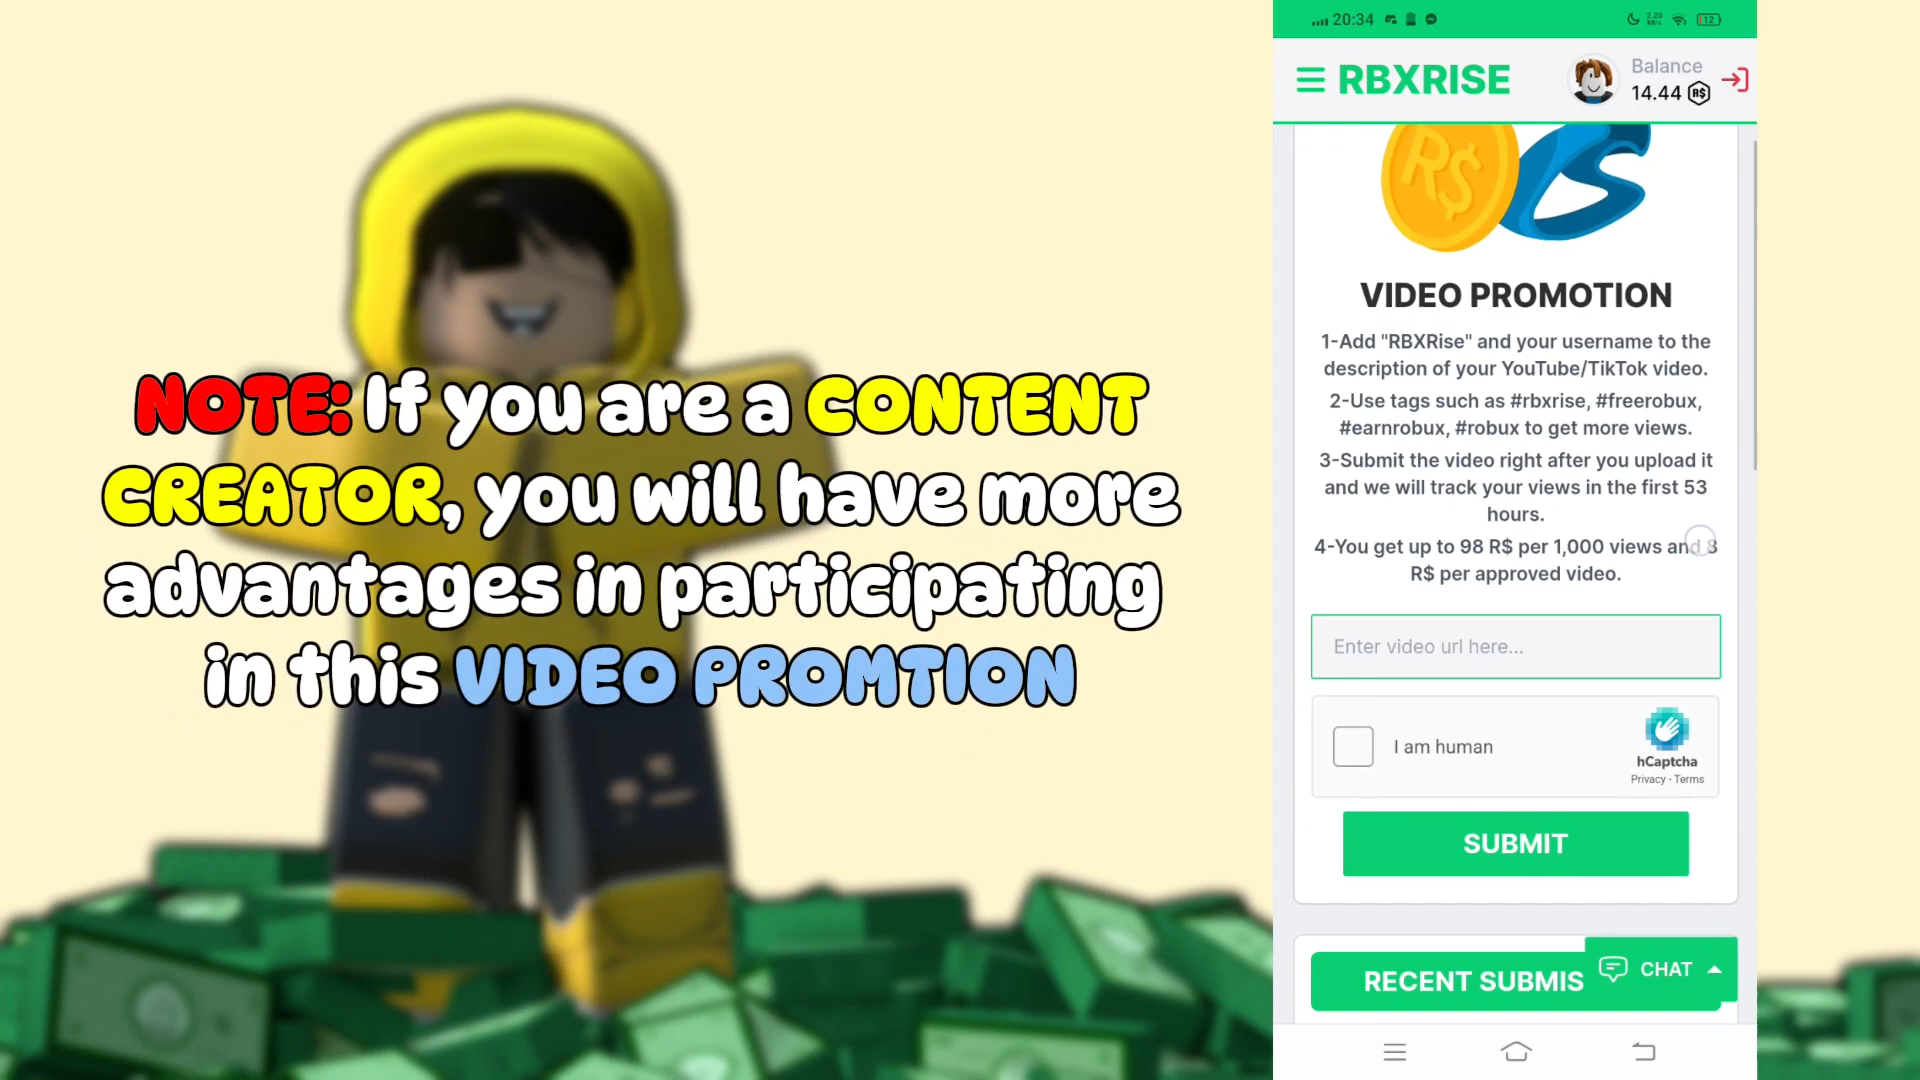 NOTE: If you are a CONTENT
CREATOR, you will have more
advantages in participating
in this VIDEO PROMTION
20:34
2.20
KB/s
12
RBXRISE
Balance
14.44 R$
R$
VIDEO PROMOTION
1-Add "RBXRise" and your username to the
description of your YouTube/TikTok video.
2-Use tags such as #rbxrise, #freerobux,
#earnrobux, #robux to get more views.
3-Submit the video right after you upload it
and we will track your views in the first 53
hours.
4-You get up to 98 R$ per 1,000 views and 8
R$ per approved video.
Enter video url here...
I am human
hCaptcha
Privacy - Terms
SUBMIT
RECENT SUBMIS
CHAT